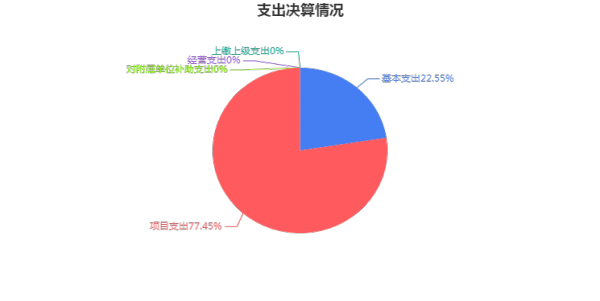 支出决算情况
上缴上级支出0%
经营支出0%
对附属单位补助支出0%
基本支出22.55%
项目支出77.45%